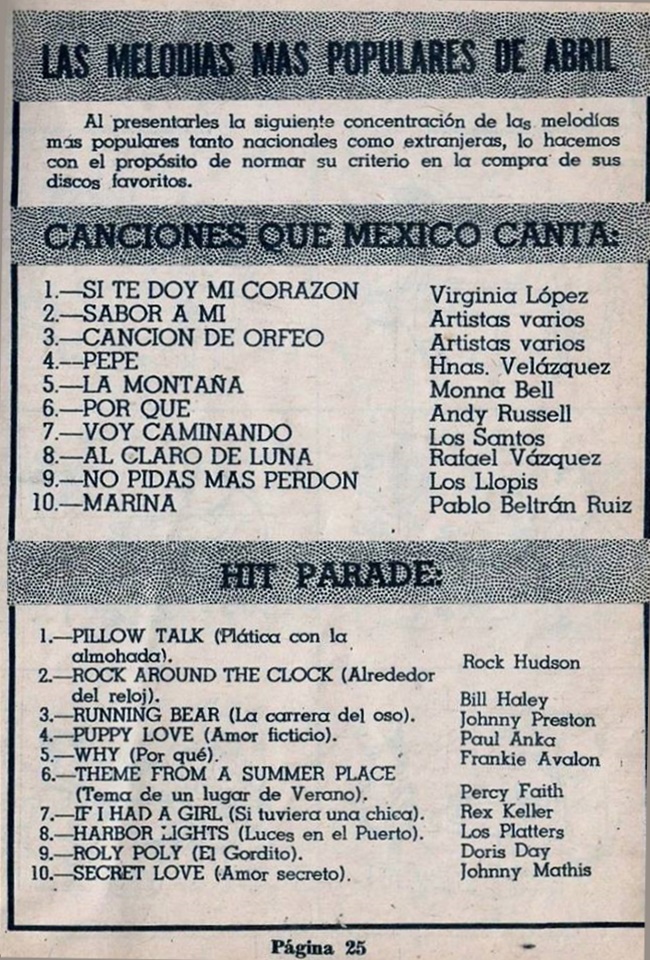 LAS MELODIAS MAS POPULARES DE ABRIL
Al presentarles la siguiente concentración de las melodías
más populares tanto nacionales como extranjeras, lo hacemos
con el propósito de normar su criterio en la compra de sus
discos favoritos.
CANCIONES QUE MEXICO CANTA:
1.—SI TE DOY MI CORAZON Virginia López
2.—SABOR A MI Artistas varios
3.—CANCION DE ORFEO Artistas varios
4.—PEPE Hnas. Velázquez
5.—LA MONTAÑA Monna Bell
6.—POR QUE Andy Russell
7.—VOY CAMINANDO Los Santos
8.—AL CLARO DE LUNA Rafael Vázquez
9.—NO PIDAS MAS PERDON Los Llopis
10.—MARINA Pablo Beltrán Ruiz
HIT PARADE:
1.—PILLOW TALK (Plática con la
almohada). Rock Hudson
2.—ROCK AROUND THE CLOCK (Alrededor
del reloj). Bill Haley
3.—RUNNING BEAR (La carrera del oso). Johnny Preston
4.—PUPPY LOVE (Amor ficticio). Paul Anka
5.—WHY (Por qué). Frankie Avalon
6.—THEME FROM A SUMMER PLACE
(Tema de un lugar de Verano). Percy Faith
7.—IF I HAD A GIRL (Si tuviera una chica). Rex Keller
8.—HARBOR LIGHTS (Luces en el Puerto). Los Platters
9.—ROLY POLY (El Gordito). Doris Day
10.—SECRET LOVE (Amor secreto). Johnny Mathis
Página 25